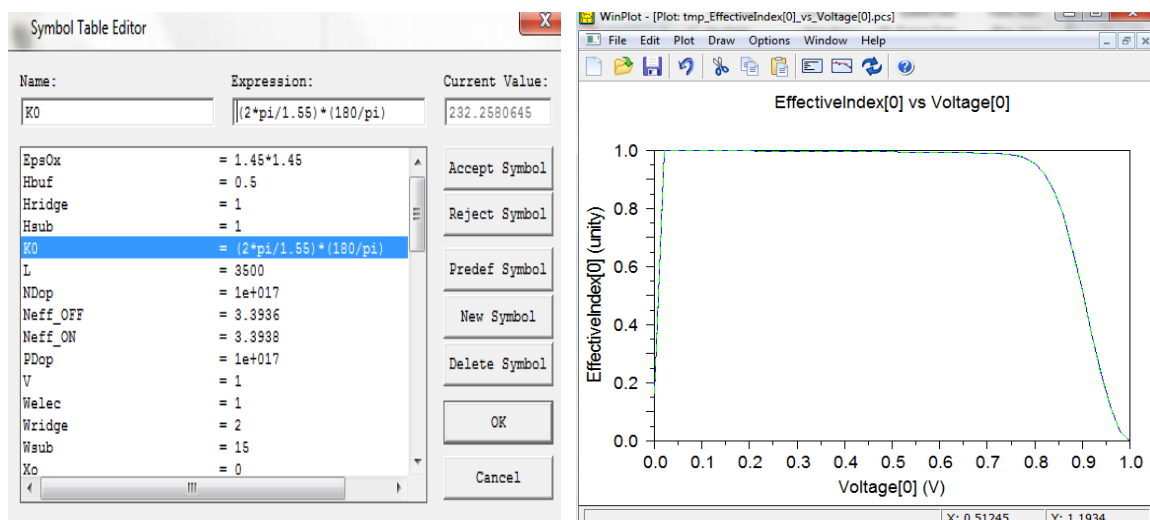 Symbol Table Editor
X
Name: Expression: Current Value:
K0 (2*pi/1.55)*(180/pi) 232.2580645
EpsOx = 1.45*1.45
Hbuf = 0.5
Hridge = 1
Hsub = 1
K0 = (2*pi/1.55)*(180/pi)
L = 3500
NDop = 1e+017
Neff_OFF = 3.3936
Neff_ON = 3.3938
PDop = 1e+017
V = 1
Welec = 1
Wridge = 2
Wsub = 15
Xo = 0
Accept Symbol
Reject Symbol
Predef Symbol
New Symbol
Delete Symbol
OK
Cancel
WinPlot - [Plot: tmp_EffectiveIndex[0]_vs_Voltage[0].pcs]
File Edit Plot Draw Options Window Help
EffectiveIndex[0] vs Voltage[0]
EffectiveIndex[0] (unity)
1.0
0.8
0.6
0.4
0.2
0.0
0.0 0.1 0.2 0.3 0.4 0.5 0.6 0.7 0.8 0.9 1.0
Voltage[0] (V)
X: 0.51245 Y: 1.1934